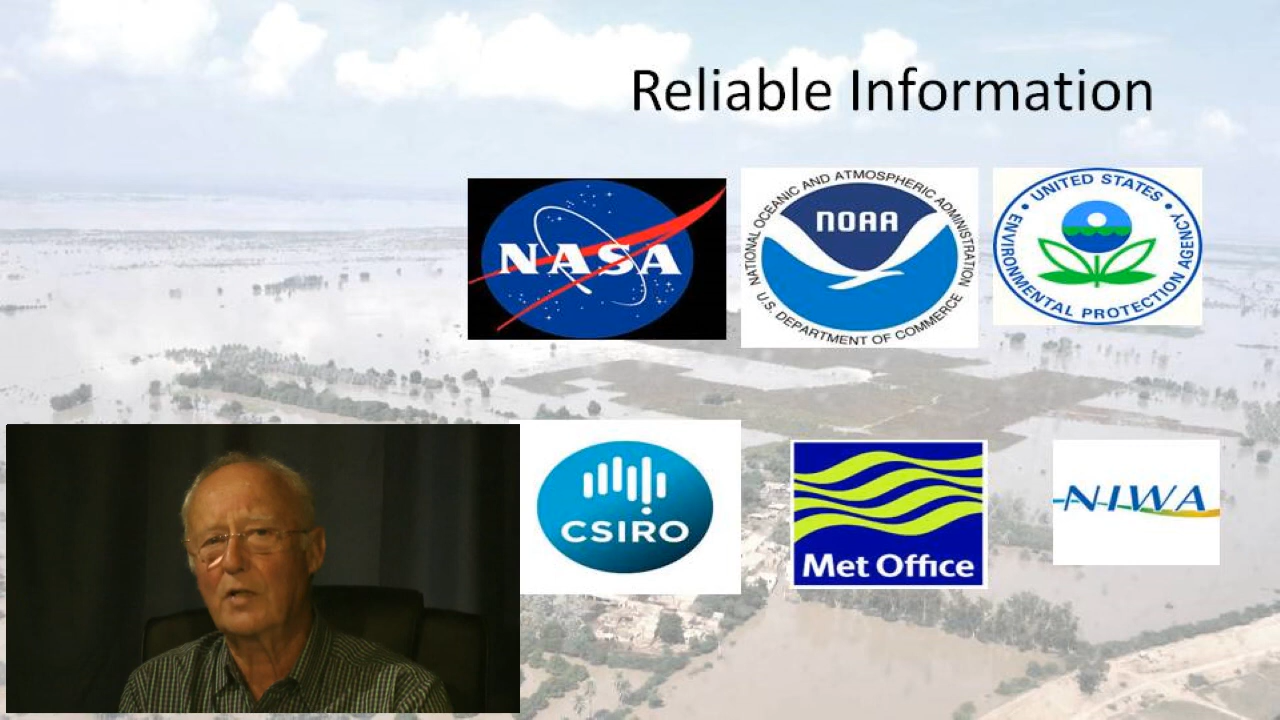 Reliable Information
NASA
NATIONAL OCEANIC AND ATMOSPHERIC ADMINISTRATION
NOAA
U.S. DEPARTMENT OF COMMERCE
UNITED STATES
ENVIRONMENTAL PROTECTION AGENCY
CSIRO
Met Office
NIWA